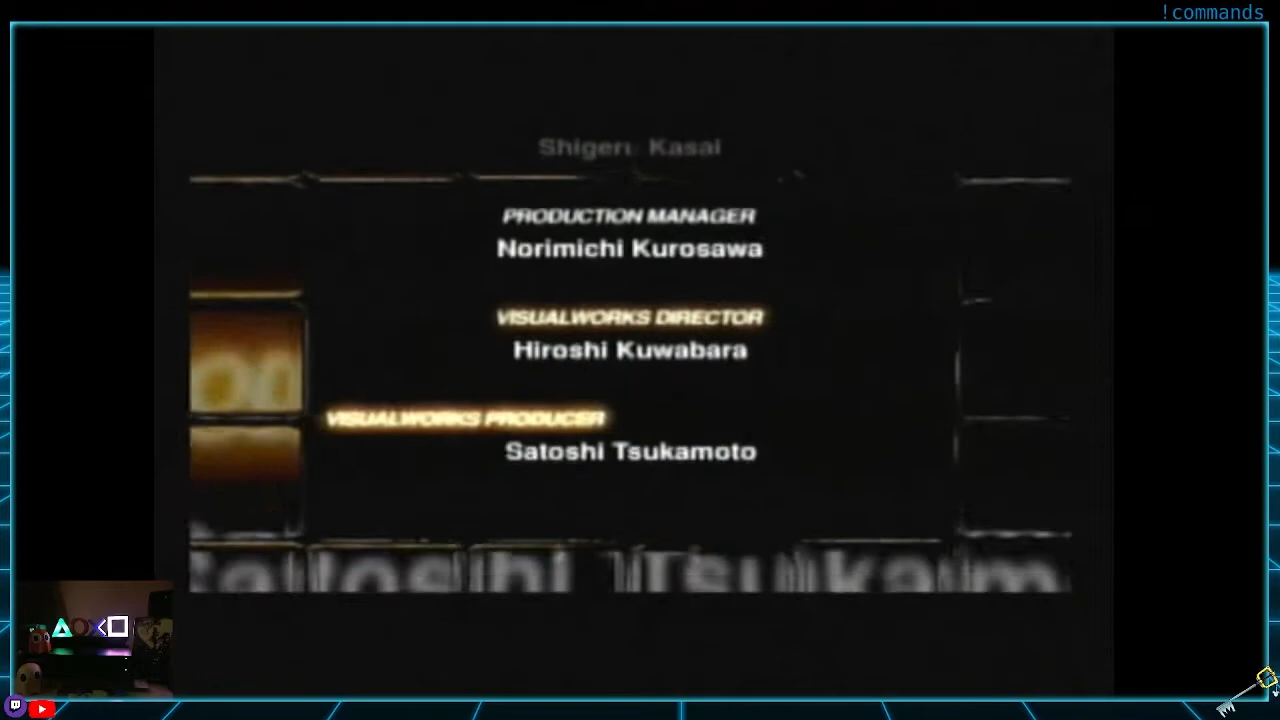 !commands
Shigeru Kasai
PRODUCTION MANAGER
Norimichi Kurosawa
VISUALWORKS DIRECTOR
Hiroshi Kuwabara
VISUALWORKS PRODUCER
Satoshi Tsukamoto